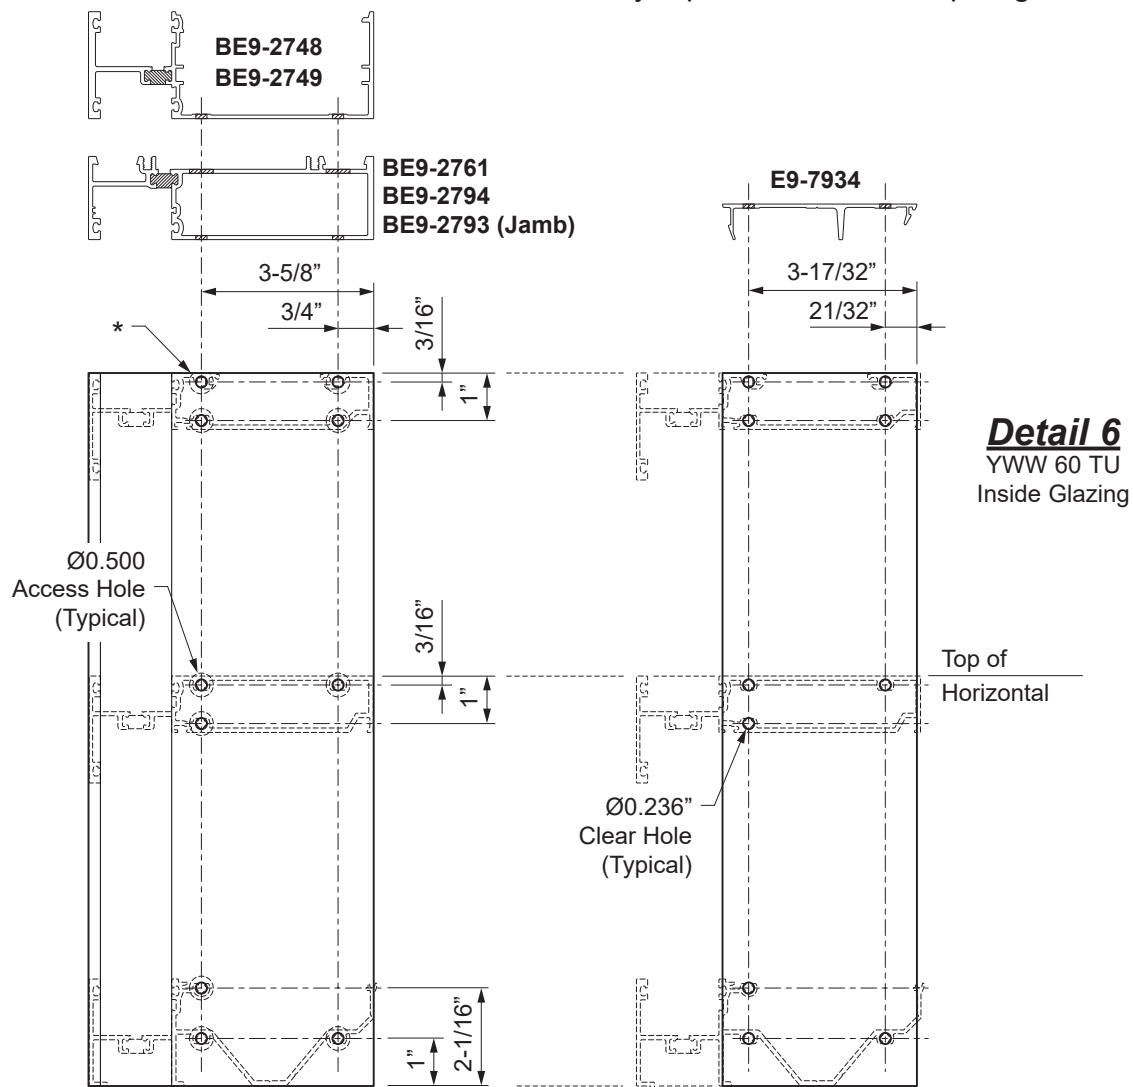 BE9-2748
BE9-2749
BE9-2761
BE9-2794
BE9-2793 (Jamb)
E9-7934
3-5/8”
3/4”
3/16”
1”
3-17/32”
21/32”
*
Detail 6
YWW 60 TU
Inside Glazing
Ø0.500
Access Hole
(Typical)
3/16”
1”
Top of
Horizontal
Ø0.236”
Clear Hole
(Typical)
2-1/16”
1”